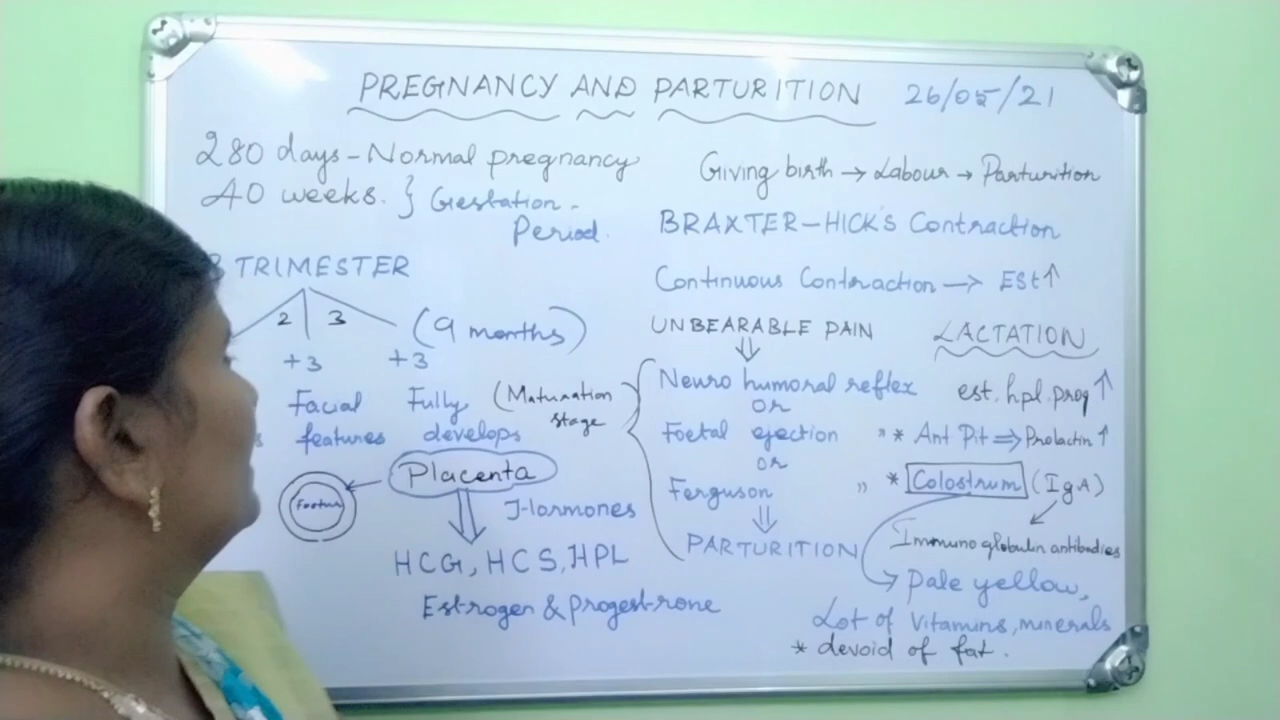 PREGNANCY AND PARTURITION 26/05/21
280 days - Normal pregnancy
40 weeks. } Gestation
Period.
TRIMESTER
2 3 (9 months)
+3 +3
Facial Fully (Maturation
features develops stage
Placenta
Foetus
Hormones
HCG, HCS, HPL
Estrogen & Progestrone
Giving birth → Labour → Parturition
BRAXTER-HICK'S Contraction
Continuous Contraction → ESt↑
UNBEARABLE PAIN
⇓
Neuro humoral reflex
or
Foetal ejection
or
Ferguson "
⇓
PARTURITION
LACTATION
est. hpl. prog ↑
" * Ant Pit ⇒ Prolactin ↑
* Colostrum (IgA)
Immunoglobulin antibodies
pale yellow,
Lot of Vitamins, minerals
* devoid of fat.